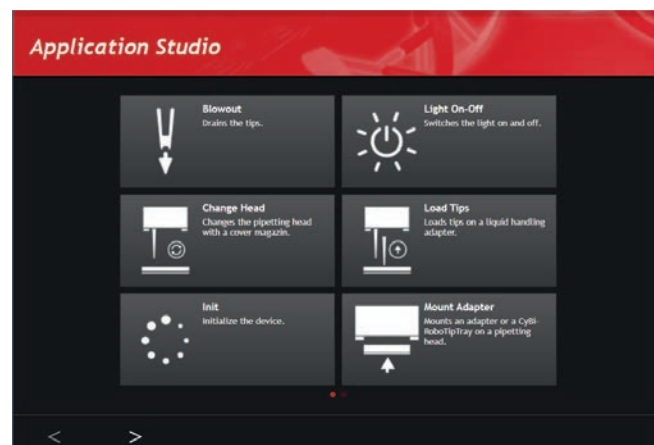 Application Studio
Blowout
Drains the tips.
Light On-Off
Switches the light on and off.
Change Head
Changes the pipetting head
with a cover magazin.
Load Tips
Loads tips on a liquid handling
adapter.
Init
Initialize the device.
Mount Adapter
Mounts an adapter or a CyBi-
RoboTipTray on a pipetting
head.
< >